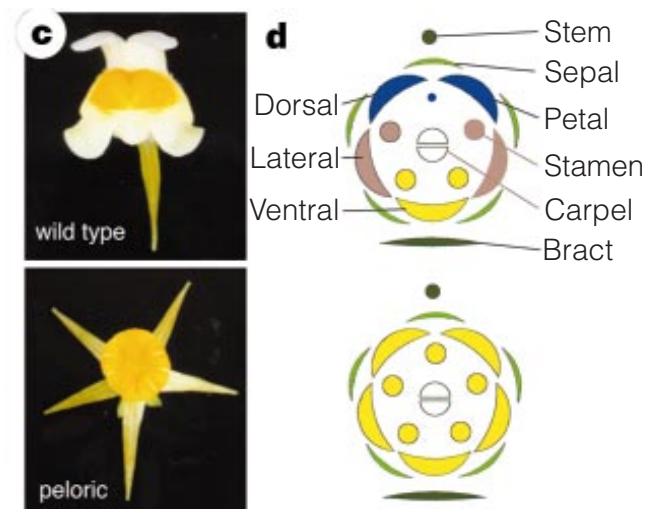 c
d
Stem
Sepal
Dorsal
Petal
Lateral
Stamen
Ventral
Carpel
Bract
wild type
peloric